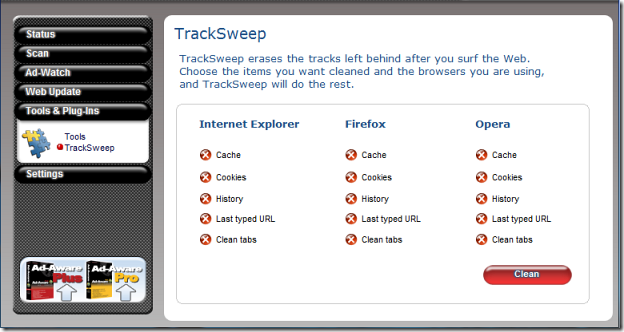 Status
Scan
Ad-Watch
Web Update
Tools & Plug-Ins
Tools
TrackSweep
Settings
Ad-Aware Plus
Ad-Aware Pro
TrackSweep
TrackSweep erases the tracks left behind after you surf the Web.
Choose the items you want cleaned and the browsers you are using,
and TrackSweep will do the rest.
Internet Explorer Firefox Opera
Cache Cache Cache
Cookies Cookies Cookies
History History History
Last typed URL Last typed URL Last typed URL
Clean tabs Clean tabs Clean tabs
Clean